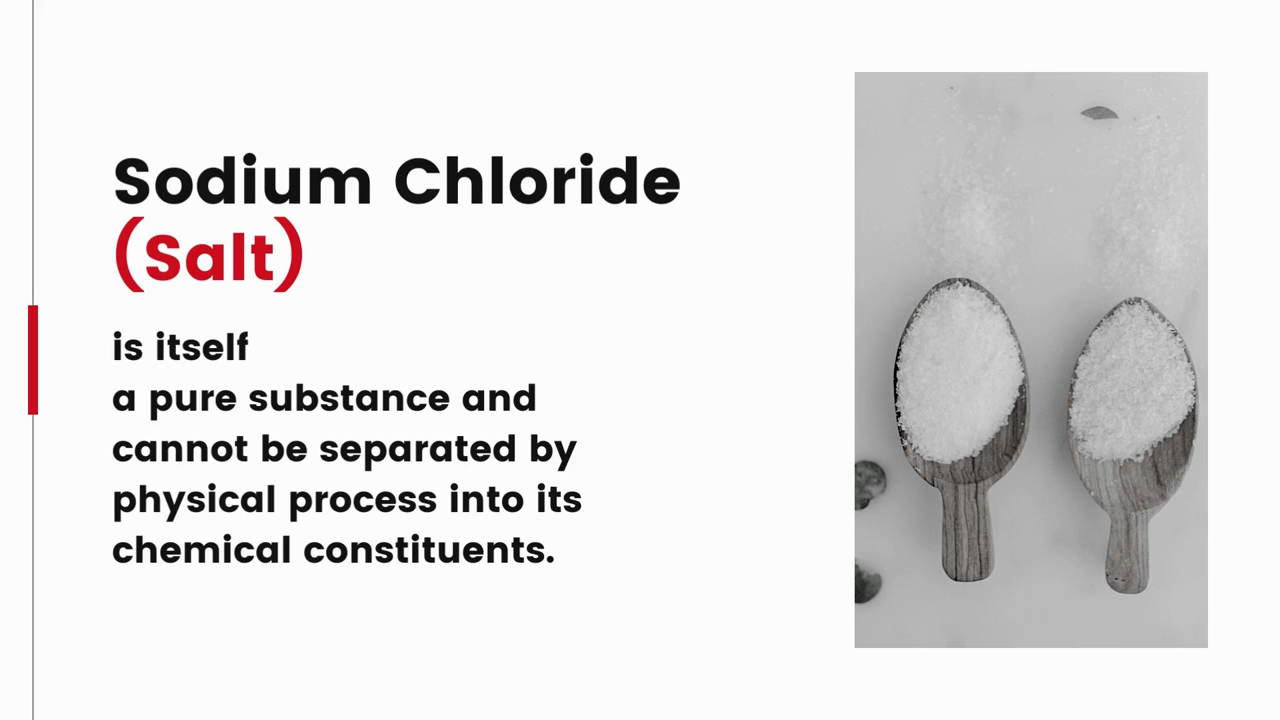 Sodium Chloride
(Salt)
is itself
a pure substance and
cannot be separated by
physical process into its
chemical constituents.